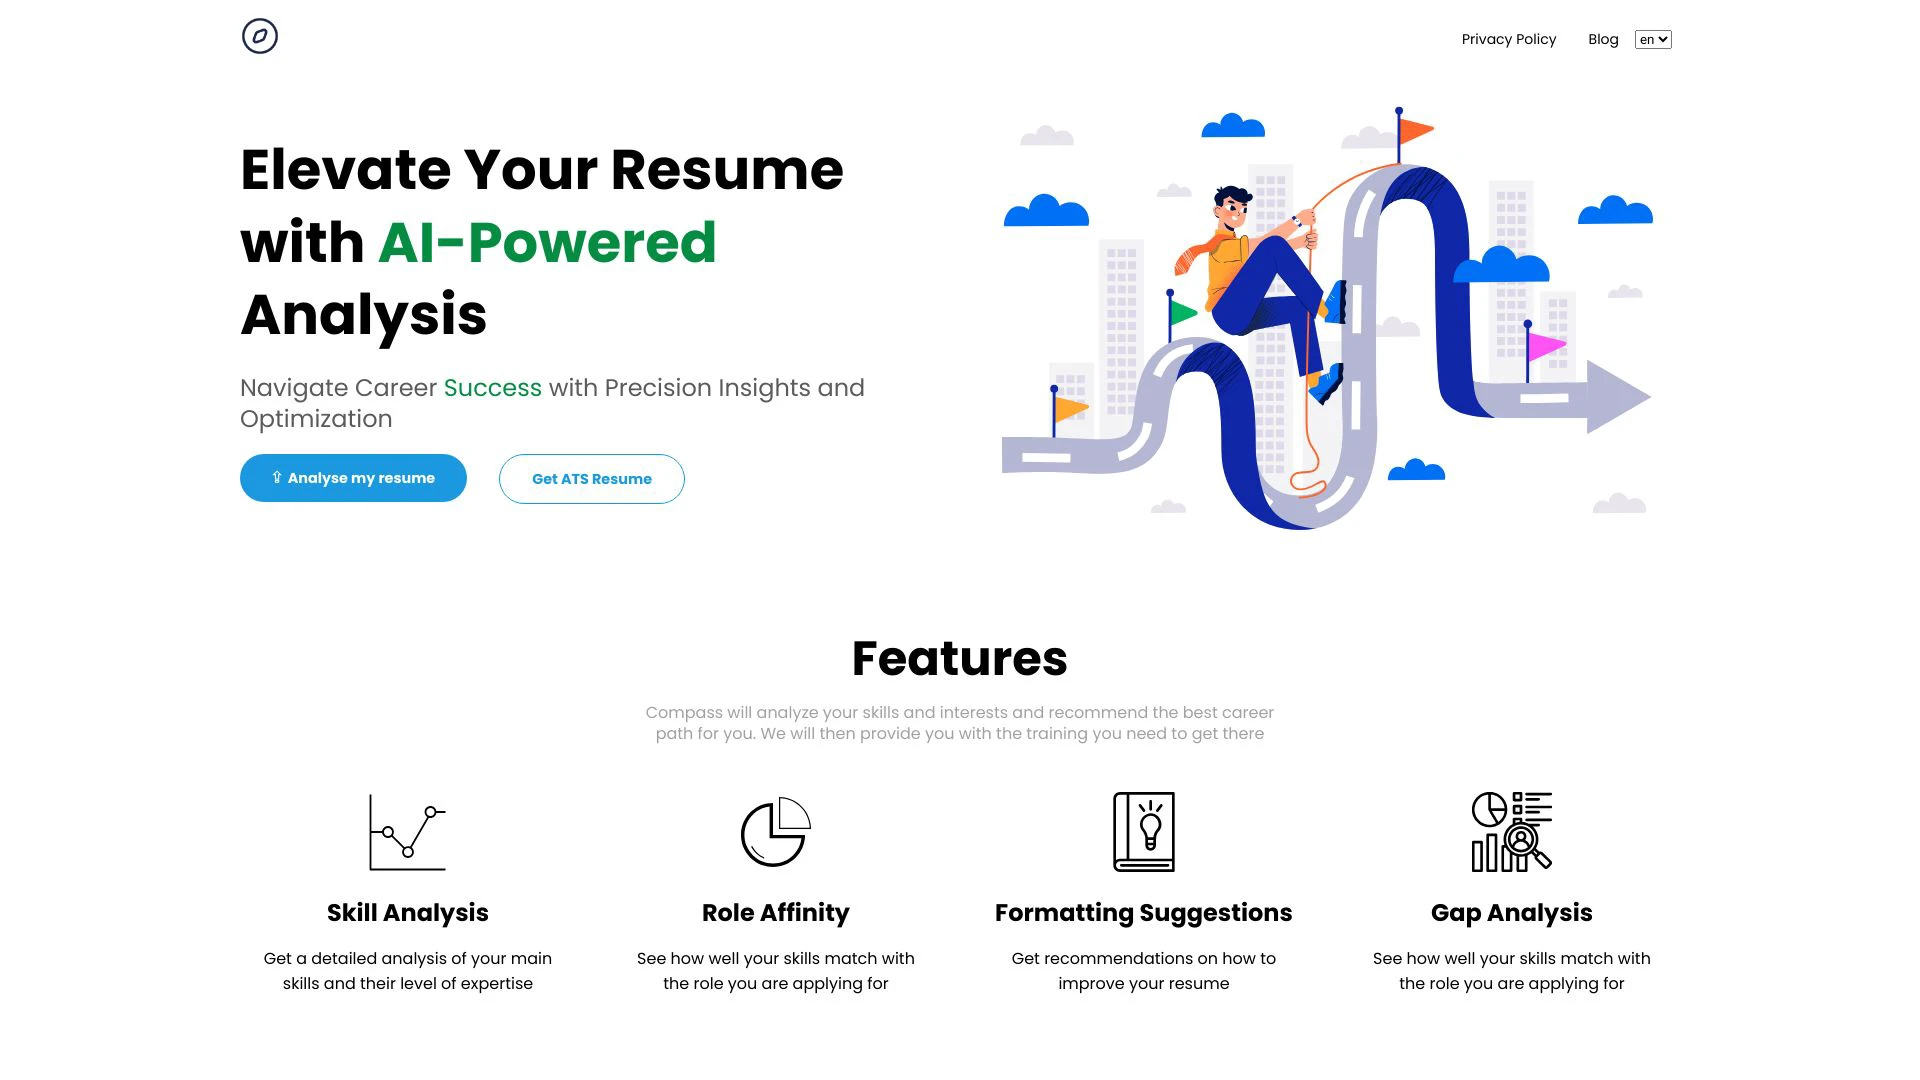 Privacy Policy
Blog
en
Elevate Your Resume
with AI-Powered
Analysis
Navigate Career Success with Precision Insights and
Optimization
⇧ Analyse my resume
Get ATS Resume
Features
Compass will analyze your skills and interests and recommend the best career
path for you. We will then provide you with the training you need to get there
Skill Analysis
Get a detailed analysis of your main
skills and their level of expertise
Role Affinity
See how well your skills match with
the role you are applying for
Formatting Suggestions
Get recommendations on how to
improve your resume
Gap Analysis
See how well your skills match with
the role you are applying for